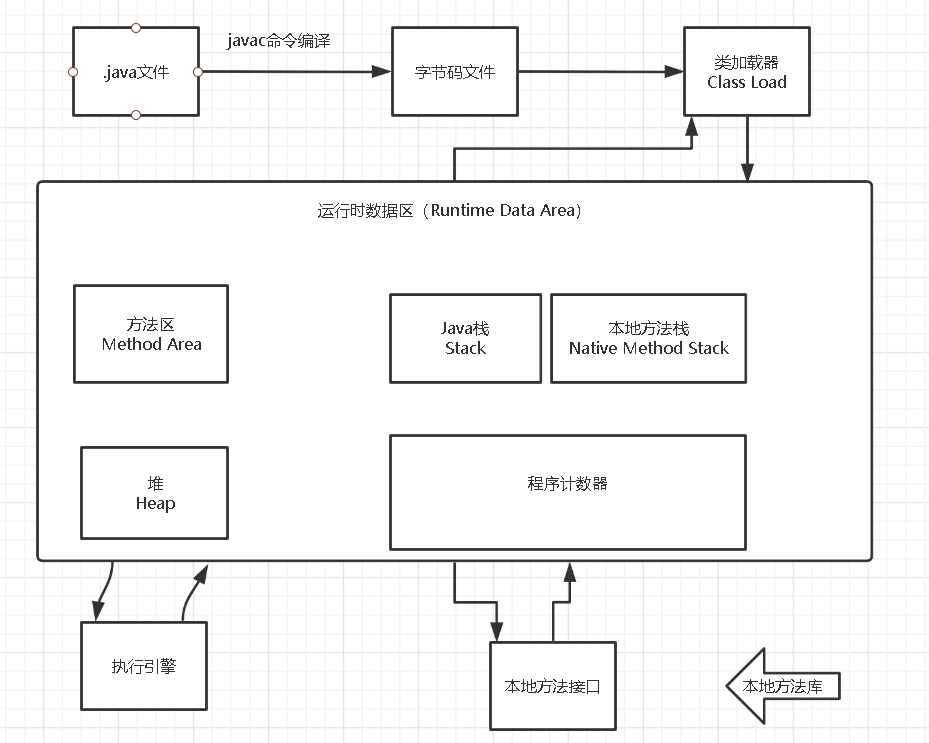 javac命令编译
.java文件
字节码文件
类加载器
Class Load
运行时数据区（Runtime Data Area）
方法区
Method Area
Java栈
Stack
本地方法栈
Native Method Stack
堆
Heap
程序计数器
执行引擎
本地方法接口
本地方法库